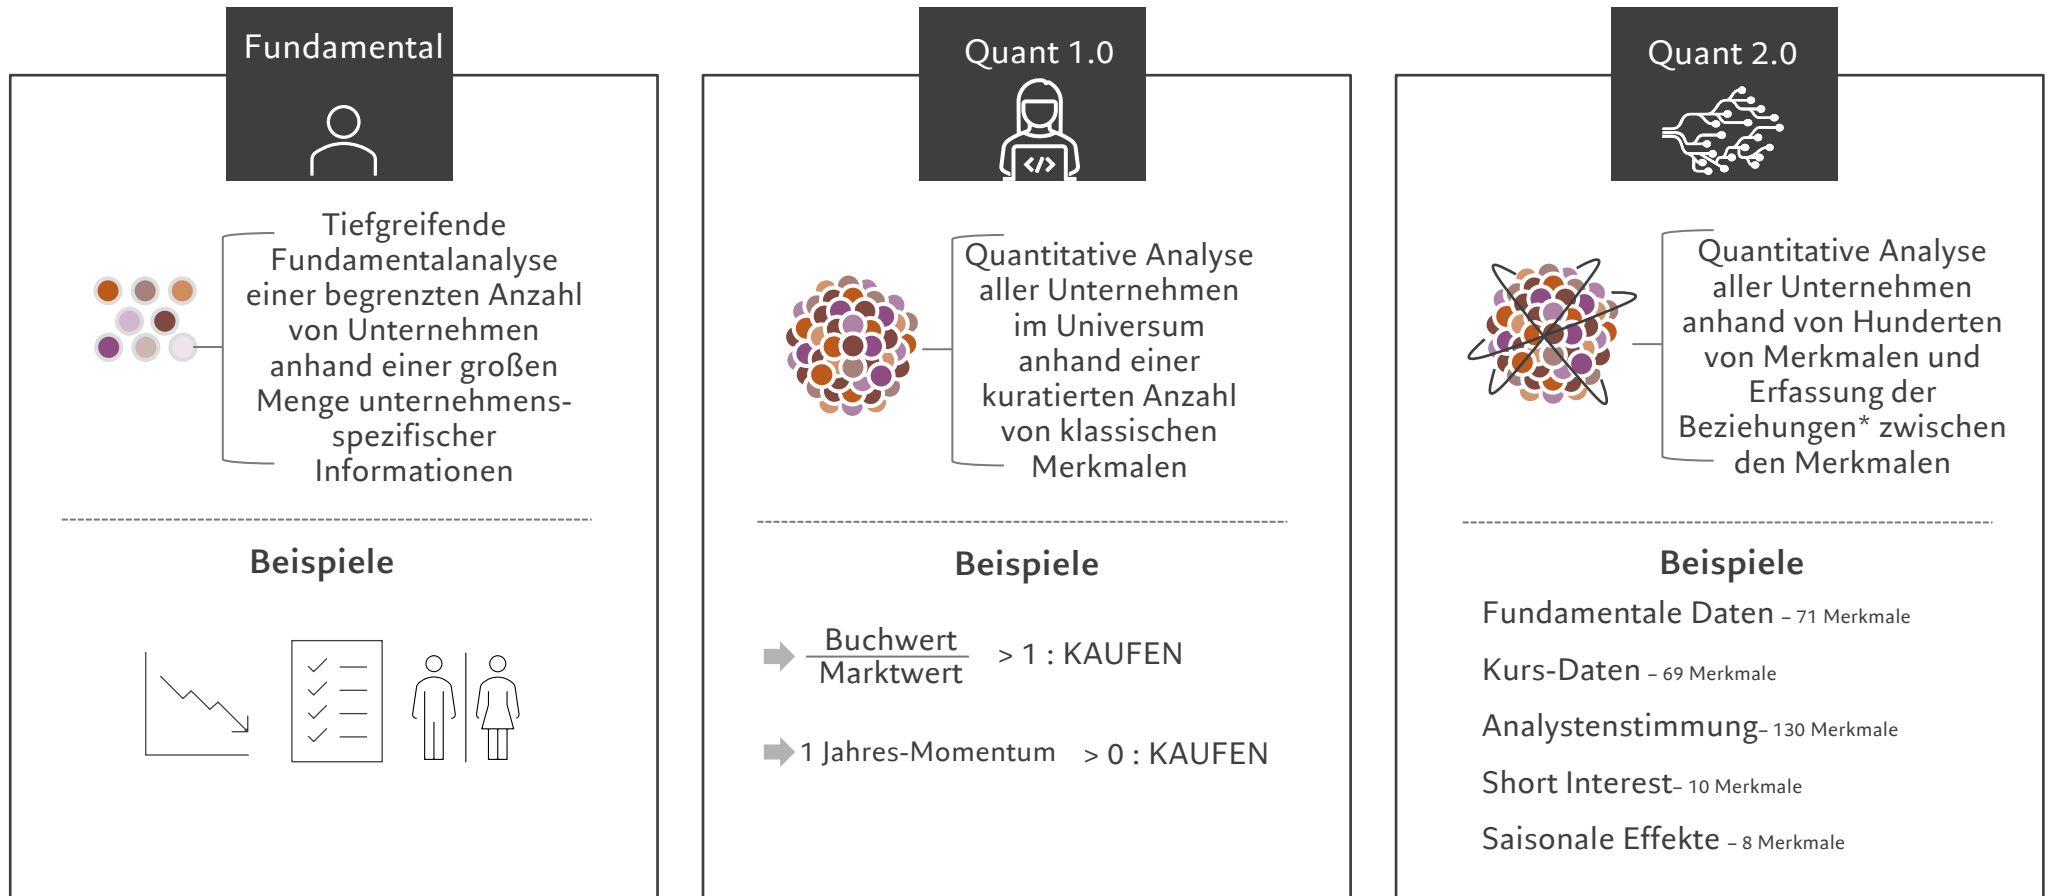 Fundamental
Tiefgreifende
Fundamentalanalyse
einer begrenzten Anzahl
von Unternehmen
anhand einer großen
Menge unternehmens-
spezifischer
Informationen
Beispiele
Quant 1.0
</>
Quantitative Analyse
aller Unternehmen
im Universum
anhand einer
kuratierten Anzahl
von klassischen
Merkmalen
Beispiele
Buchwert
Marktwert
> 1 : KAUFEN
1 Jahres-Momentum > 0 : KAUFEN
Quant 2.0
Quantitative Analyse
aller Unternehmen
anhand von Hunderten
von Merkmalen und
Erfassung der
Beziehungen* zwischen
den Merkmalen
Beispiele
Fundamentale Daten – 71 Merkmale
Kurs-Daten – 69 Merkmale
Analystenstimmung– 130 Merkmale
Short Interest– 10 Merkmale
Saisonale Effekte – 8 Merkmale